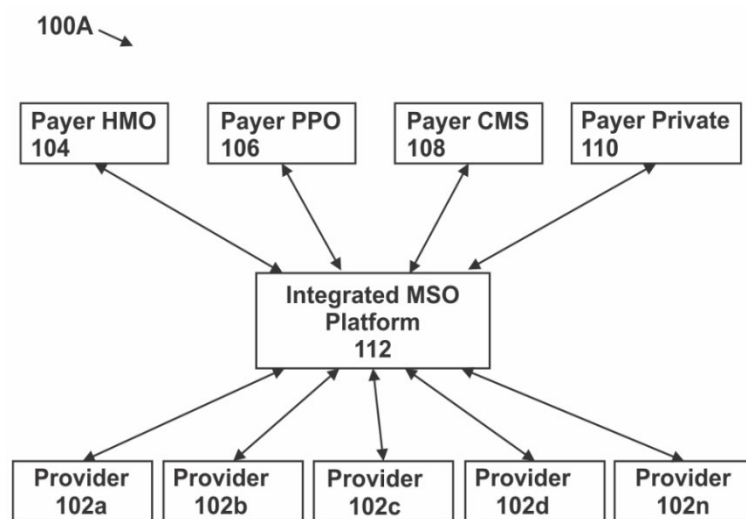 100A
Payer HMO
104
Payer PPO
106
Payer CMS
108
Payer Private
110
Integrated MSO
Platform
112
Provider
102a
Provider
102b
Provider
102c
Provider
102d
Provider
102n